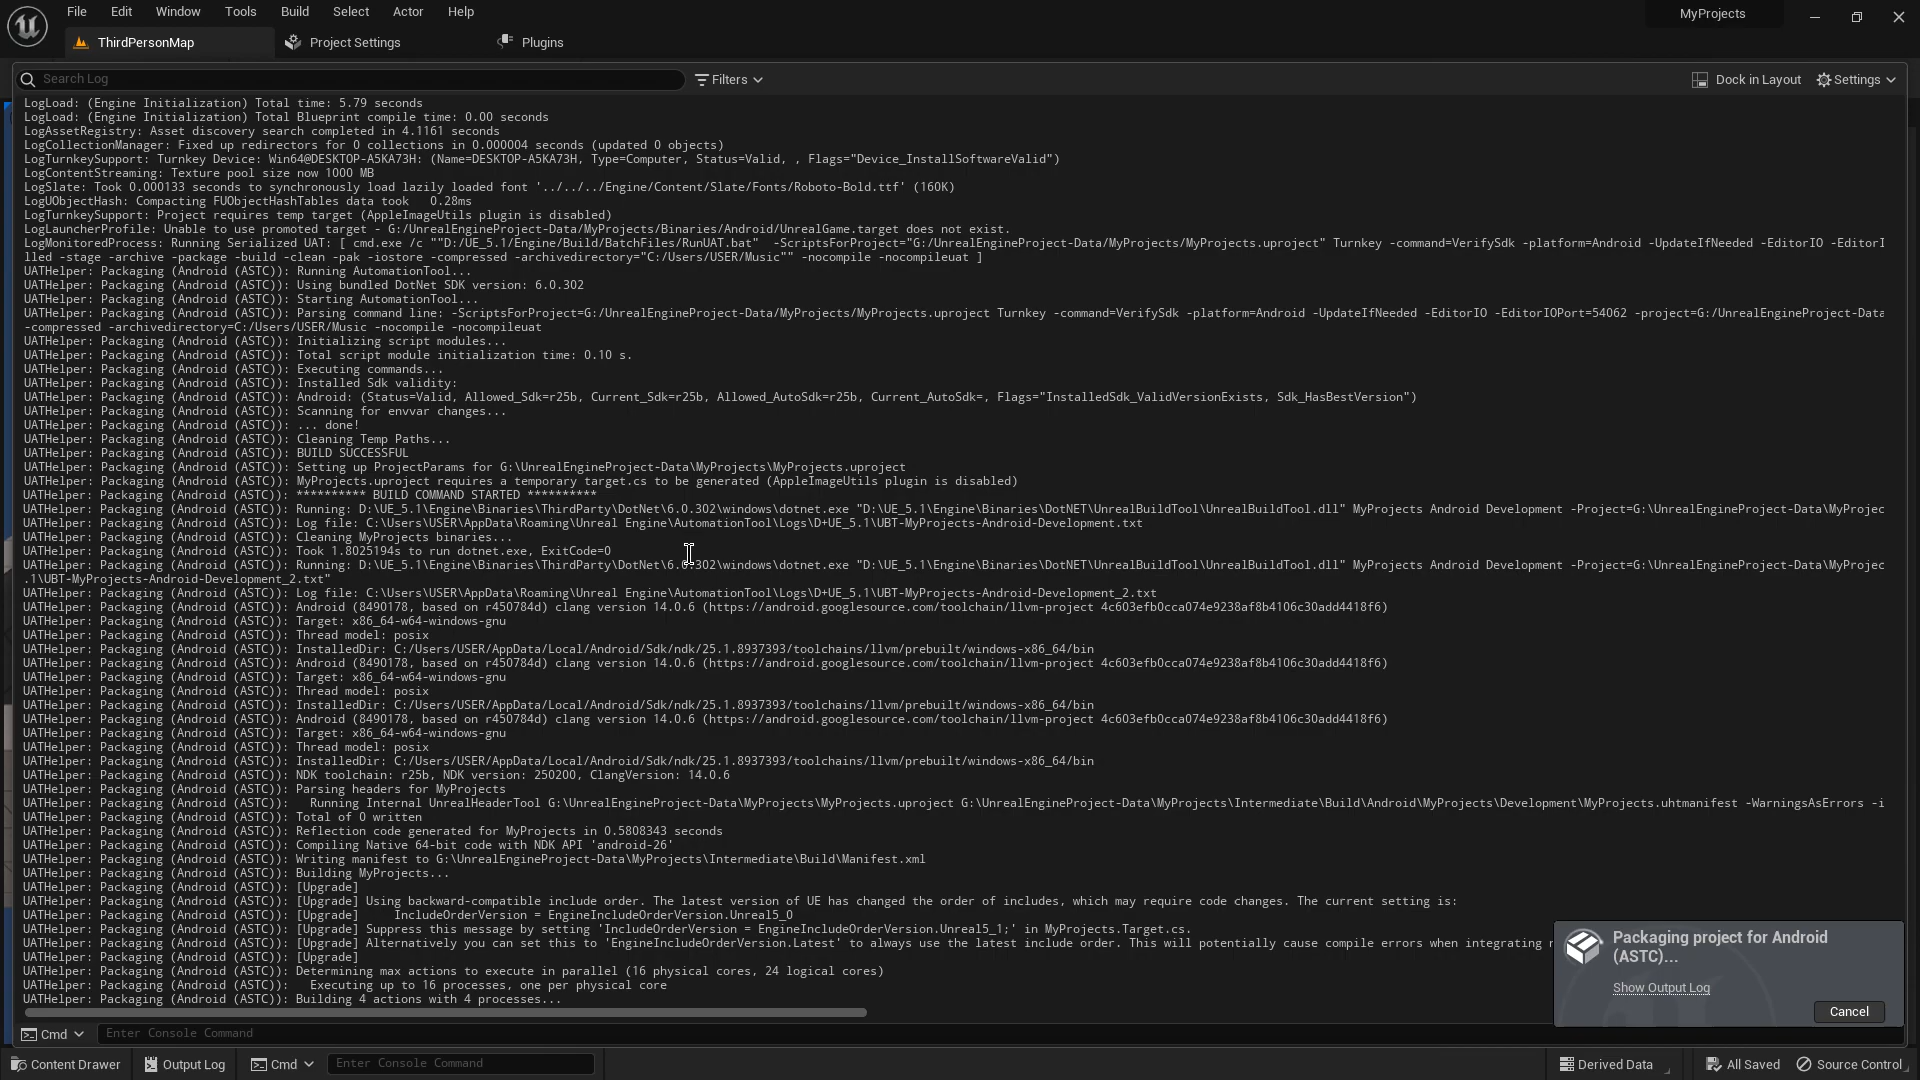 File Edit Window Tools Build Select Actor Help
MyProjects
ThirdPersonMap
Project Settings
Plugins
Search Log
Filters
Dock in Layout
Settings
LogLoad: (Engine Initialization) Total time: 5.79 seconds
LogLoad: (Engine Initialization) Total Blueprint compile time: 0.00 seconds
LogAssetRegistry: Asset discovery search completed in 4.1161 seconds
LogCollectionManager: Fixed up redirectors for 0 collections in 0.000004 seconds (updated 0 objects)
LogTurnkeySupport: Turnkey Device: Win64@DESKTOP-A5KA73H: (Name=DESKTOP-A5KA73H, Type=Computer, Status=Valid, , Flags="Device_InstallSoftwareValid")
LogContentStreaming: Texture pool size now 1000 MB
LogSlate: Took 0.000133 seconds to synchronously load lazily loaded font '../../../Engine/Content/Slate/Fonts/Roboto-Bold.ttf' (160K)
LogUObjectHash: Compacting FUObjectHashTables data took   0.28ms
LogTurnkeySupport: Project requires temp target (AppleImageUtils plugin is disabled)
LogLauncherProfile: Unable to use promoted target - G:/UnrealEngineProject-Data/MyProjects/Binaries/Android/UnrealGame.target does not exist.
LogMonitoredProcess: Running Serialized UAT: [ cmd.exe /c ""D:/UE_5.1/Engine/Build/BatchFiles/RunUAT.bat"  -ScriptsForProject="G:/UnrealEngineProject-Data/MyProjects/MyProjects.uproject" Turnkey -command=VerifySdk -platform=Android -UpdateIfNeeded -EditorIO -EditorI
lled -stage -archive -package -build -clean -pak -iostore -compressed -archivedirectory="C:/Users/USER/Music"" -nocompile -nocompileuat ]
UATHelper: Packaging (Android (ASTC)): Running AutomationTool...
UATHelper: Packaging (Android (ASTC)): Using bundled DotNet SDK version: 6.0.302
UATHelper: Packaging (Android (ASTC)): Starting AutomationTool...
UATHelper: Packaging (Android (ASTC)): Parsing command line: -ScriptsForProject=G:/UnrealEngineProject-Data/MyProjects/MyProjects.uproject Turnkey -command=VerifySdk -platform=Android -UpdateIfNeeded -EditorIO -EditorIOPort=54062 -project=G:/UnrealEngineProject-Data
-compressed -archivedirectory=C:/Users/USER/Music -nocompile -nocompileuat
UATHelper: Packaging (Android (ASTC)): Initializing script modules...
UATHelper: Packaging (Android (ASTC)): Total script module initialization time: 0.10 s.
UATHelper: Packaging (Android (ASTC)): Executing commands...
UATHelper: Packaging (Android (ASTC)): Installed Sdk validity:
UATHelper: Packaging (Android (ASTC)): Android: (Status=Valid, Allowed_Sdk=r25b, Current_Sdk=r25b, Allowed_AutoSdk=r25b, Current_AutoSdk=, Flags="InstalledSdk_ValidVersionExists, Sdk_HasBestVersion")
UATHelper: Packaging (Android (ASTC)): Scanning for envvar changes...
UATHelper: Packaging (Android (ASTC)): ... done!
UATHelper: Packaging (Android (ASTC)): Cleaning Temp Paths...
UATHelper: Packaging (Android (ASTC)): BUILD SUCCESSFUL
UATHelper: Packaging (Android (ASTC)): Setting up ProjectParams for G:\UnrealEngineProject-Data\MyProjects\MyProjects.uproject
UATHelper: Packaging (Android (ASTC)): MyProjects.uproject requires a temporary target.cs to be generated (AppleImageUtils plugin is disabled)
UATHelper: Packaging (Android (ASTC)): ********** BUILD COMMAND STARTED **********
UATHelper: Packaging (Android (ASTC)): Running: D:\UE_5.1\Engine\Binaries\ThirdParty\DotNet\6.0.302\windows\dotnet.exe "D:\UE_5.1\Engine\Binaries\DotNET\UnrealBuildTool\UnrealBuildTool.dll" MyProjects Android Development -Project=G:\UnrealEngineProject-Data\MyProjec
UATHelper: Packaging (Android (ASTC)): Log file: C:\Users\USER\AppData\Roaming\Unreal Engine\AutomationTool\Logs\D+UE_5.1\UBT-MyProjects-Android-Development.txt
UATHelper: Packaging (Android (ASTC)): Cleaning MyProjects binaries...
UATHelper: Packaging (Android (ASTC)): Took 1.8025194s to run dotnet.exe, ExitCode=0
UATHelper: Packaging (Android (ASTC)): Running: D:\UE_5.1\Engine\Binaries\ThirdParty\DotNet\6.0.302\windows\dotnet.exe "D:\UE_5.1\Engine\Binaries\DotNET\UnrealBuildTool\UnrealBuildTool.dll" MyProjects Android Development -Project=G:\UnrealEngineProject-Data\MyProjec
.1\UBT-MyProjects-Android-Development_2.txt"
UATHelper: Packaging (Android (ASTC)): Log file: C:\Users\USER\AppData\Roaming\Unreal Engine\AutomationTool\Logs\D+UE_5.1\UBT-MyProjects-Android-Development_2.txt
UATHelper: Packaging (Android (ASTC)): Android (8490178, based on r450784d) clang version 14.0.6 (https://android.googlesource.com/toolchain/llvm-project 4c603efb0cca074e9238af8b4106c30add4418f6)
UATHelper: Packaging (Android (ASTC)): Target: x86_64-w64-windows-gnu
UATHelper: Packaging (Android (ASTC)): Thread model: posix
UATHelper: Packaging (Android (ASTC)): InstalledDir: C:/Users/USER/AppData/Local/Android/Sdk/ndk/25.1.8937393/toolchains/llvm/prebuilt/windows-x86_64/bin
UATHelper: Packaging (Android (ASTC)): Android (8490178, based on r450784d) clang version 14.0.6 (https://android.googlesource.com/toolchain/llvm-project 4c603efb0cca074e9238af8b4106c30add4418f6)
UATHelper: Packaging (Android (ASTC)): Target: x86_64-w64-windows-gnu
UATHelper: Packaging (Android (ASTC)): Thread model: posix
UATHelper: Packaging (Android (ASTC)): InstalledDir: C:/Users/USER/AppData/Local/Android/Sdk/ndk/25.1.8937393/toolchains/llvm/prebuilt/windows-x86_64/bin
UATHelper: Packaging (Android (ASTC)): Android (8490178, based on r450784d) clang version 14.0.6 (https://android.googlesource.com/toolchain/llvm-project 4c603efb0cca074e9238af8b4106c30add4418f6)
UATHelper: Packaging (Android (ASTC)): Target: x86_64-w64-windows-gnu
UATHelper: Packaging (Android (ASTC)): Thread model: posix
UATHelper: Packaging (Android (ASTC)): InstalledDir: C:/Users/USER/AppData/Local/Android/Sdk/ndk/25.1.8937393/toolchains/llvm/prebuilt/windows-x86_64/bin
UATHelper: Packaging (Android (ASTC)): NDK toolchain: r25b, NDK version: 250200, ClangVersion: 14.0.6
UATHelper: Packaging (Android (ASTC)): Parsing headers for MyProjects
UATHelper: Packaging (Android (ASTC)):   Running Internal UnrealHeaderTool G:\UnrealEngineProject-Data\MyProjects\MyProjects.uproject G:\UnrealEngineProject-Data\MyProjects\Intermediate\Build\Android\MyProjects\Development\MyProjects.uhtmanifest -WarningsAsErrors -i
UATHelper: Packaging (Android (ASTC)): Total of 0 written
UATHelper: Packaging (Android (ASTC)): Reflection code generated for MyProjects in 0.5808343 seconds
UATHelper: Packaging (Android (ASTC)): Compiling Native 64-bit code with NDK API 'android-26'
UATHelper: Packaging (Android (ASTC)): Writing manifest to G:\UnrealEngineProject-Data\MyProjects\Intermediate\Build\Manifest.xml
UATHelper: Packaging (Android (ASTC)): Building MyProjects...
UATHelper: Packaging (Android (ASTC)): [Upgrade]
UATHelper: Packaging (Android (ASTC)): [Upgrade] Using backward-compatible include order. The latest version of UE has changed the order of includes, which may require code changes. The current setting is:
UATHelper: Packaging (Android (ASTC)): [Upgrade]     IncludeOrderVersion = EngineIncludeOrderVersion.Unreal5_0
UATHelper: Packaging (Android (ASTC)): [Upgrade] Suppress this message by setting 'IncludeOrderVersion = EngineIncludeOrderVersion.Unreal5_1;' in MyProjects.Target.cs.
UATHelper: Packaging (Android (ASTC)): [Upgrade] Alternatively you can set this to 'EngineIncludeOrderVersion.Latest' to always use the latest include order. This will potentially cause compile errors when integrating
UATHelper: Packaging (Android (ASTC)): [Upgrade]
UATHelper: Packaging (Android (ASTC)): Determining max actions to execute in parallel (16 physical cores, 24 logical cores)
UATHelper: Packaging (Android (ASTC)):   Executing up to 16 processes, one per physical core
UATHelper: Packaging (Android (ASTC)): Building 4 actions with 4 processes...
Packaging project for Android
(ASTC)...
Show Output Log
Cancel
Cmd
Enter Console Command
Content Drawer
Output Log
Cmd
Enter Console Command
Derived Data
All Saved
Source Control